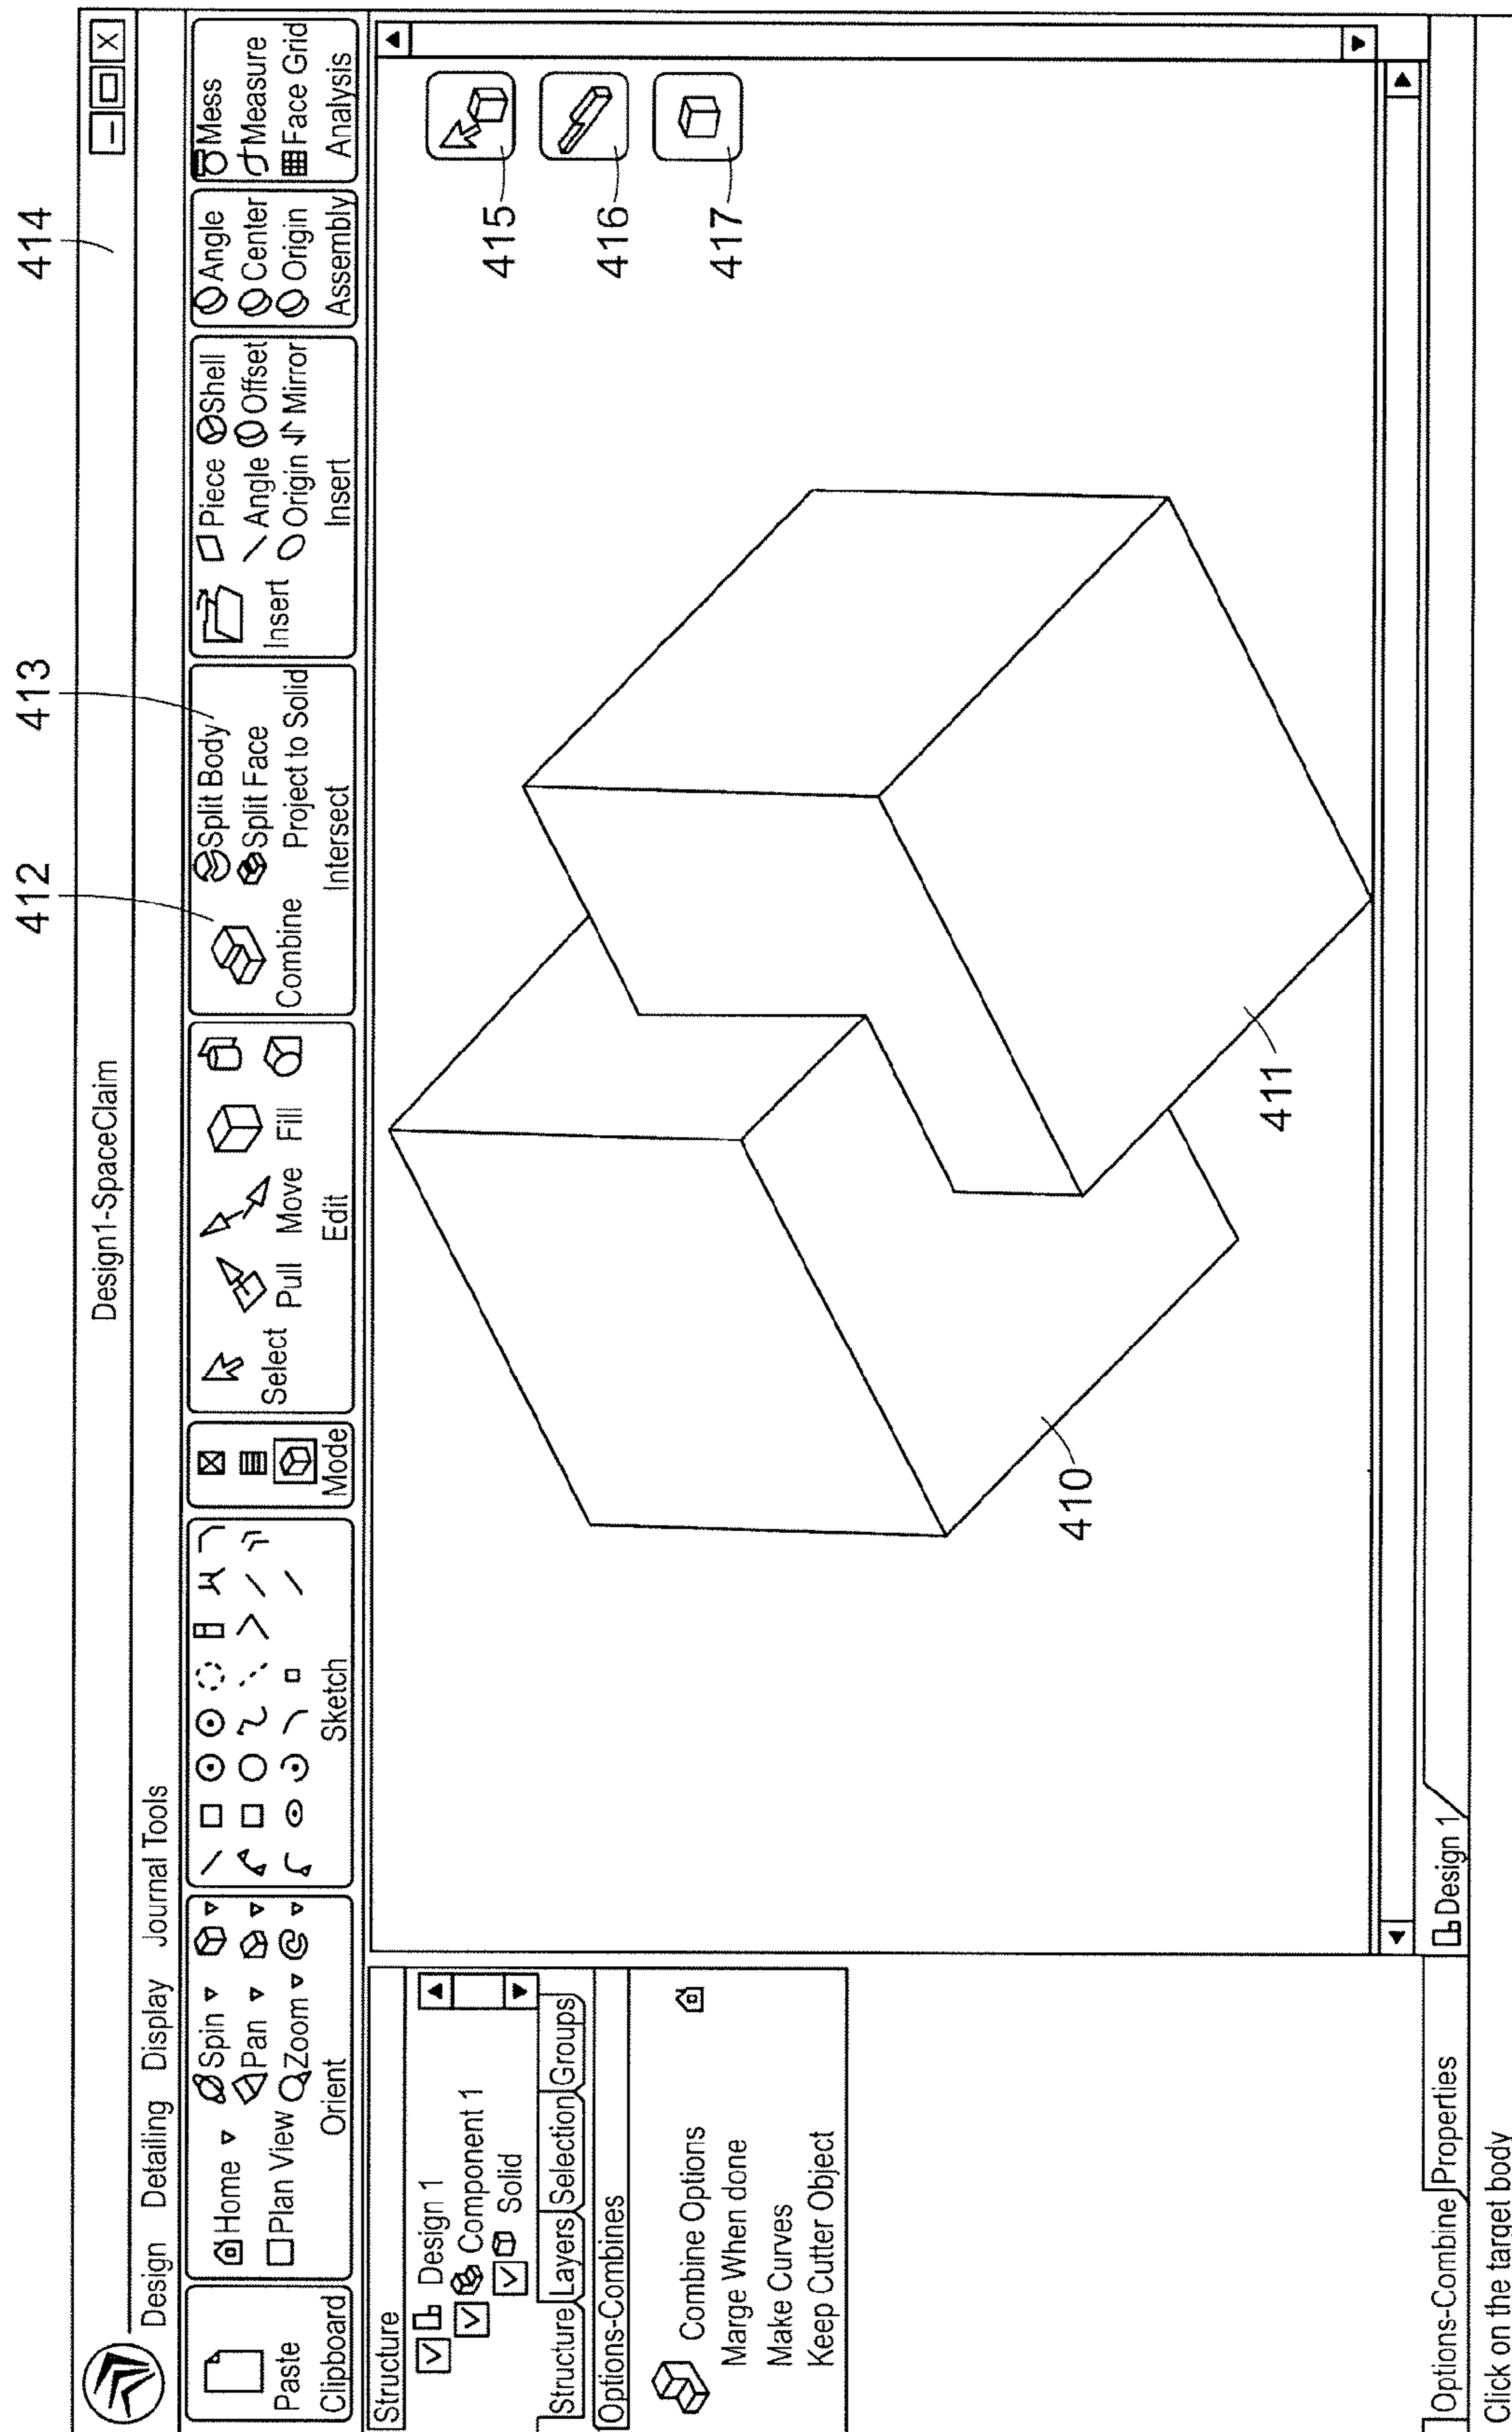 414
413
412
Design1-SpaceClaim
X
Design Detailing Display Journal Tools
Paste
Clipboard
Home Spin
Pan
Plan View Zoom
Orient
Sketch
Mode
Select Pull Move Fill
Edit
Combine
Split Body
Split Face
Project to Solid
Intersect
Insert
Piece Shell
Angle Offset
Origin Mirror
Insert
Angle
Center
Origin
Assembly
Mess
Measure
Face Grid
Analysis
Structure
Design 1
Component 1
Solid
Structure Layers Selection Groups
Options-Combines
Combine Options
Marge When done
Make Curves
Keep Cutter Object
415
416
417
410
411
Options-Combine Properties
Design 1
Click on the target body